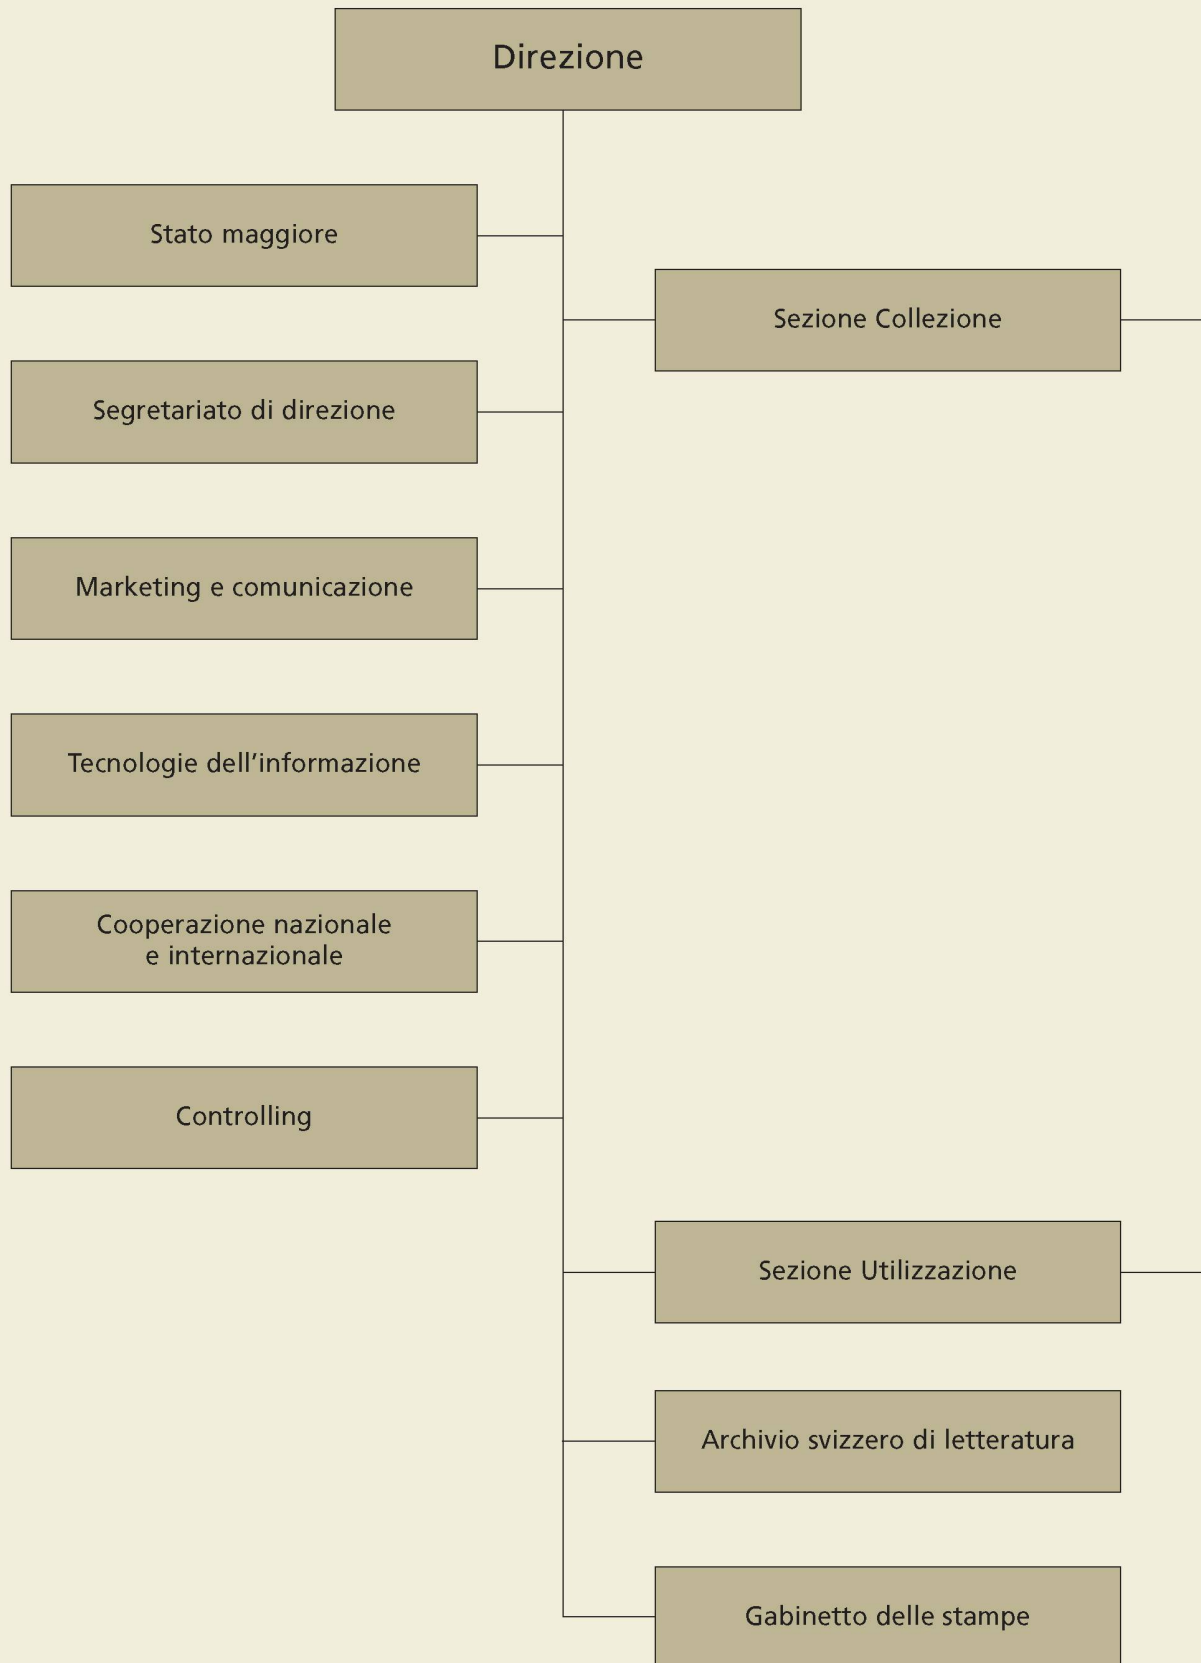 Direzione
Stato maggiore
Sezione Collezione
Segretariato di direzione
Marketing e comunicazione
Tecnologie dell’informazione
Cooperazione nazionale
e internazionale
Controlling
Sezione Utilizzazione
Archivio svizzero di letteratura
Gabinetto delle stampe